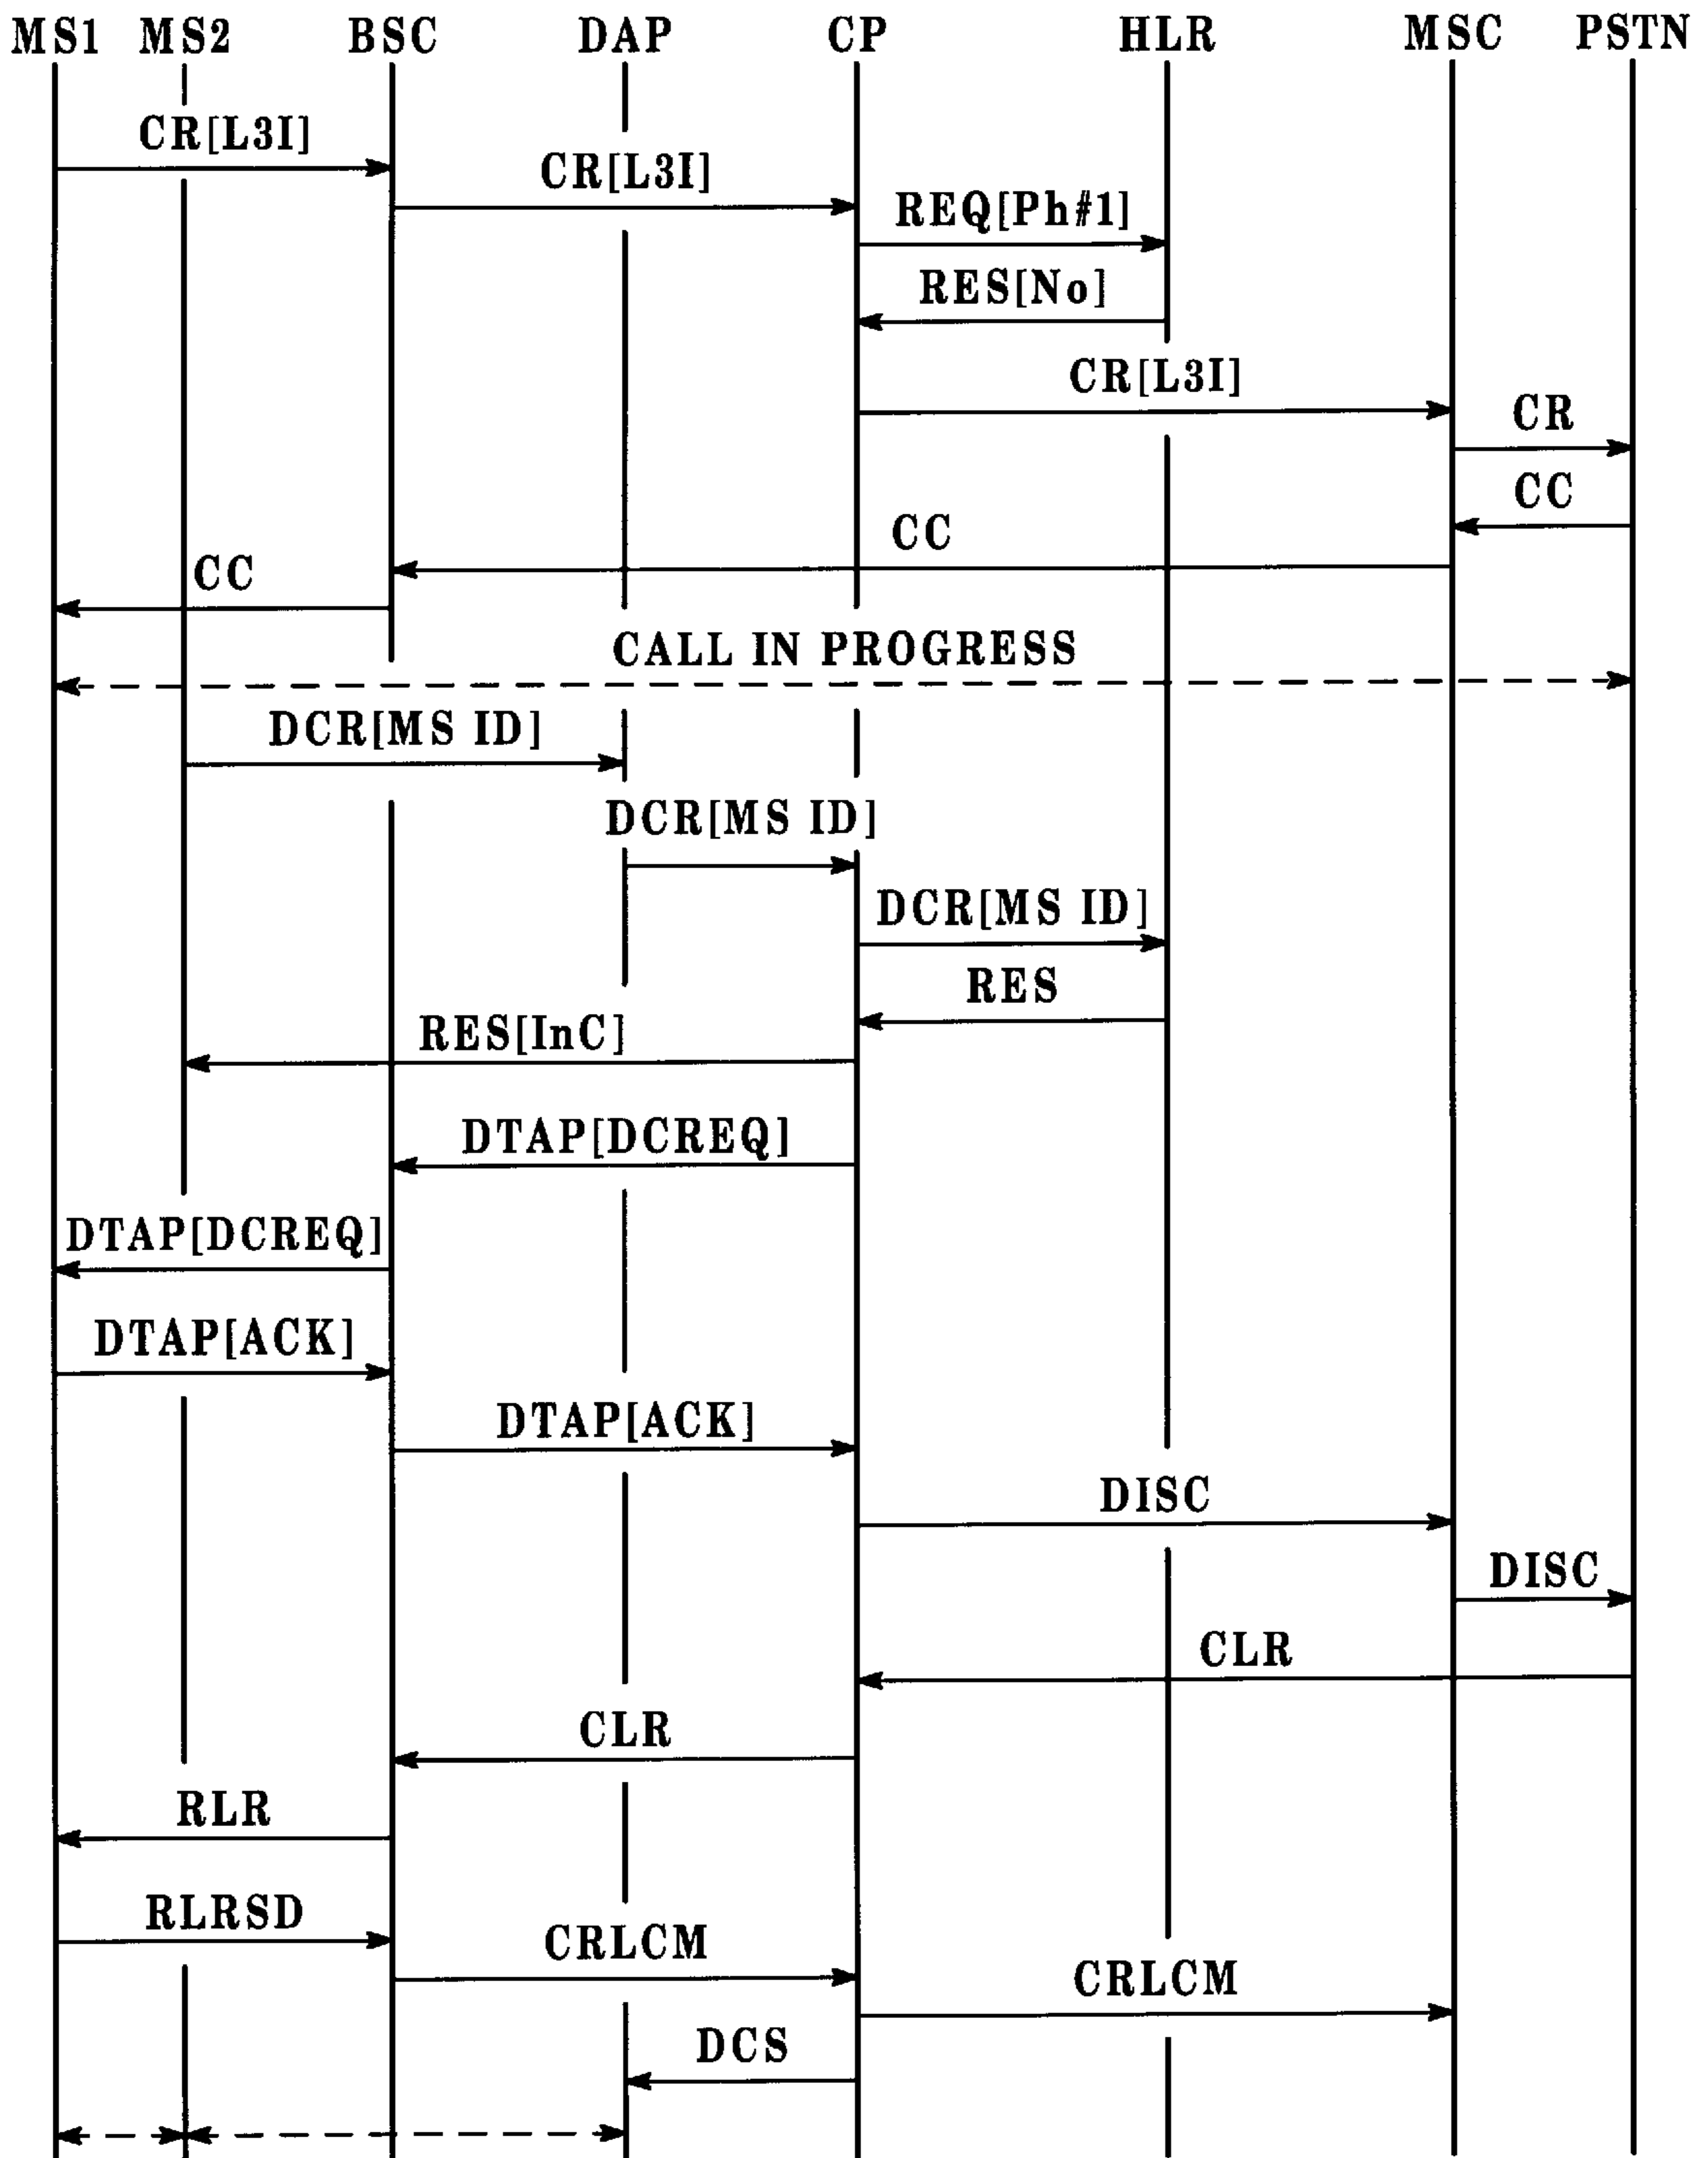 MS1 MS2 BSC DAP CP HLR MSC PSTN
CR[L3I]
CR[L3I]
REQ[Ph#1]
RES[No]
CR[L3I]
CR
CC
CC
CC
CALL IN PROGRESS
DCR[MS ID]
DCR[MS ID]
DCR[MS ID]
RES
RES[InC]
DTAP[DCREQ]
DTAP[DCREQ]
DTAP[ACK]
DTAP[ACK]
DISC
DISC
CLR
CLR
RLR
RLRSD
CRLCM
CRLCM
DCS